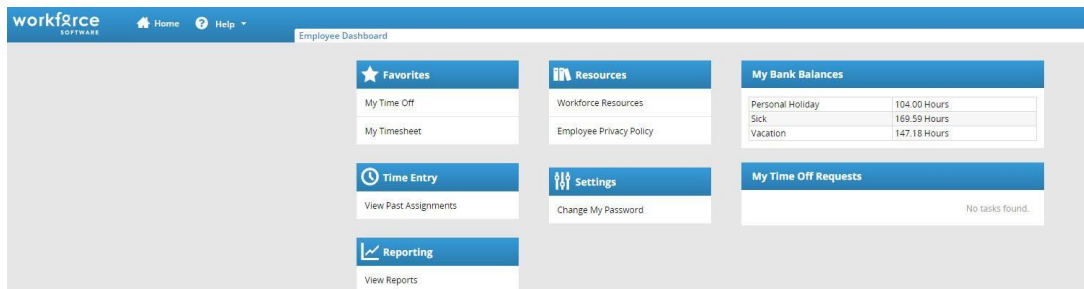 workforce
SOFTWARE
Home
Help
Employee Dashboard
Favorites
My Time Off
My Timesheet
Time Entry
View Past Assignments
Reporting
View Reports
Resources
Workforce Resources
Employee Privacy Policy
Settings
Change My Password
My Bank Balances
Personal Holiday 104.00 Hours
Sick 169.59 Hours
Vacation 147.18 Hours
My Time Off Requests
No tasks found.